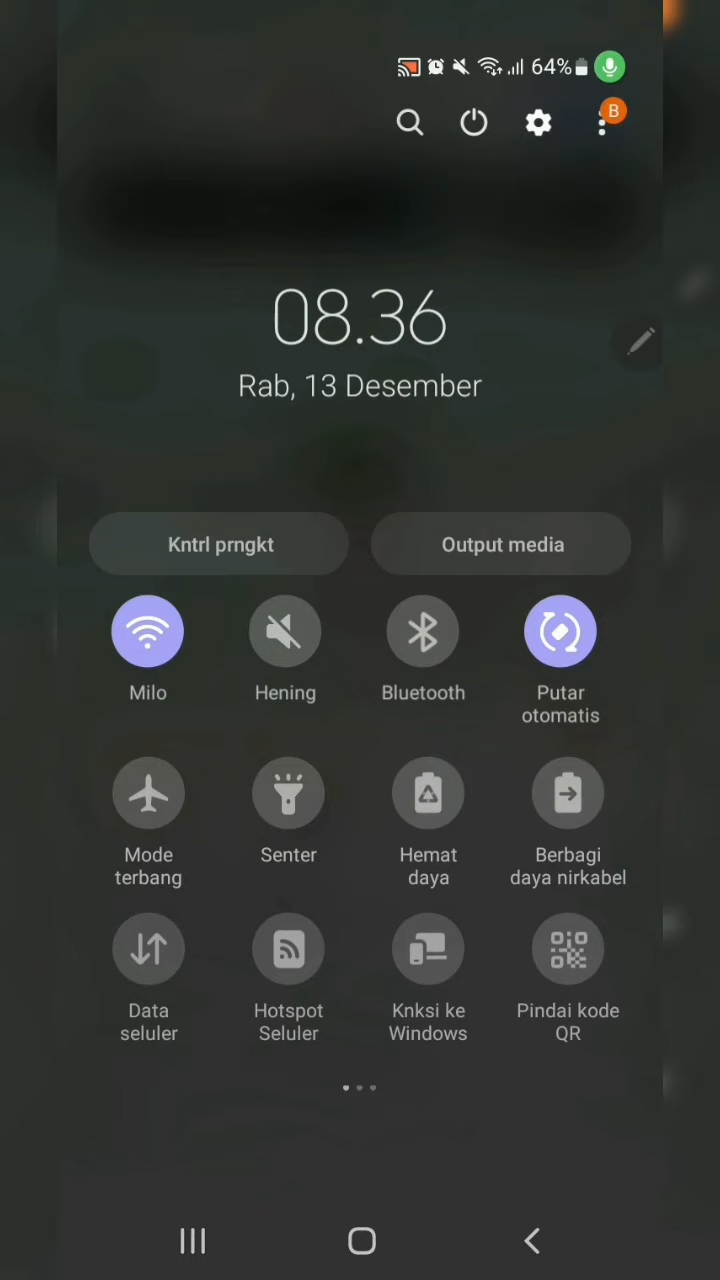 64%
B
08.36
Rab, 13 Desember
Kntrl prngkt
Output media
Milo
Hening
Bluetooth
Putar
otomatis
Mode
terbang
Senter
Hemat
daya
Berbagi
daya nirkabel
Data
seluler
Hotspot
Seluler
Knksi ke
Windows
Pindai kode
QR